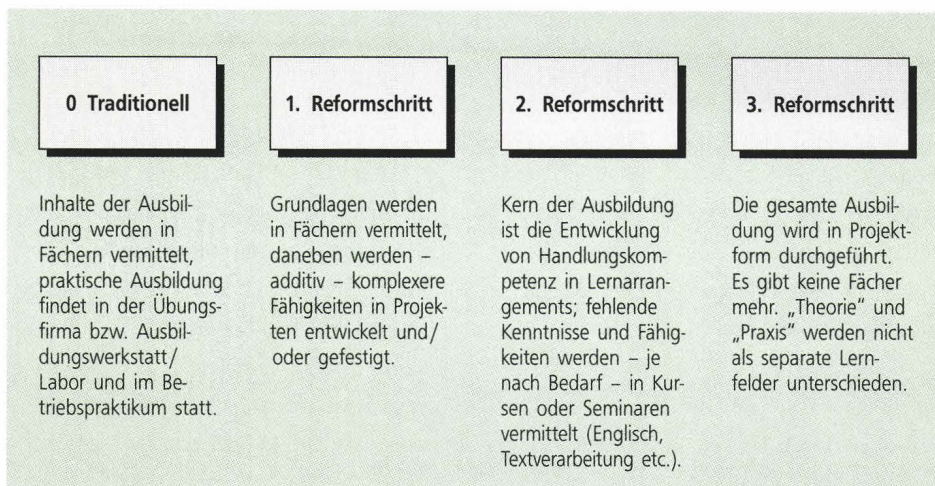 0 Traditionell
Inhalte der Ausbil-
dung werden in
Fächern vermittelt,
praktische Ausbildung
findet in der Übungs-
firma bzw. Ausbil-
dungswerkstatt/
Labor und im Be-
triebspraktikum statt.
1. Reformschritt
Grundlagen werden
in Fächern vermittelt,
daneben werden –
additiv – komplexere
Fähigkeiten in Projek-
ten entwickelt und/
oder gefestigt.
2. Reformschritt
Kern der Ausbildung
ist die Entwicklung
von Handlungskom-
petenz in Lernarran-
gements; fehlende
Kenntnisse und Fähig-
keiten werden – je
nach Bedarf – in Kur-
sen oder Seminaren
vermittelt (Englisch,
Textverarbeitung etc.).
3. Reformschritt
Die gesamte Ausbil-
dung wird in Projekt-
form durchgeführt.
Es gibt keine Fächer
mehr. „Theorie“ und
„Praxis“ werden nicht
als separate Lern-
felder unterschieden.